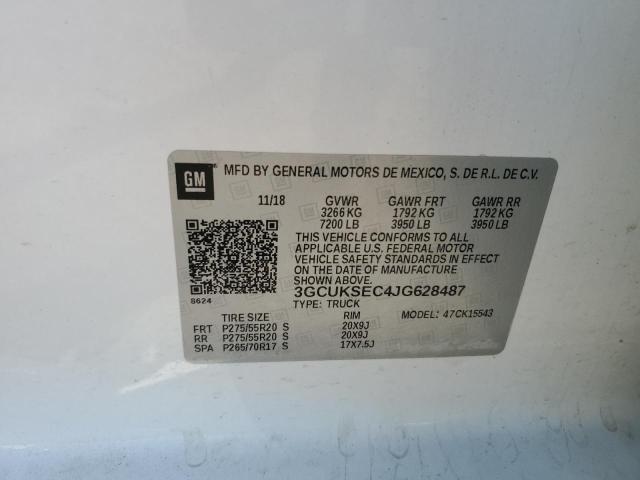 GM MFD BY GENERAL MOTORS DE MEXICO, S. DE R.L. DE C.V.
11/18 GVWR GAWR FRT GAWR RR
3266 KG 1792 KG 1792 KG
7200 LB 3950 LB 3950 LB
THIS VEHICLE CONFORMS TO ALL
APPLICABLE U.S. FEDERAL MOTOR
VEHICLE SAFETY STANDARDS IN EFFECT
ON THE DATE OF MANUFACTURE
SHOWN ABOVE.
8624 3GCUKSEC4JG628487
TYPE: TRUCK
TIRE SIZE RIM MODEL: 47CK15543
FRT P275/55R20 S 20X9J
RR P275/55R20 S 20X9J
SPA P265/70R17 S 17X7.5J